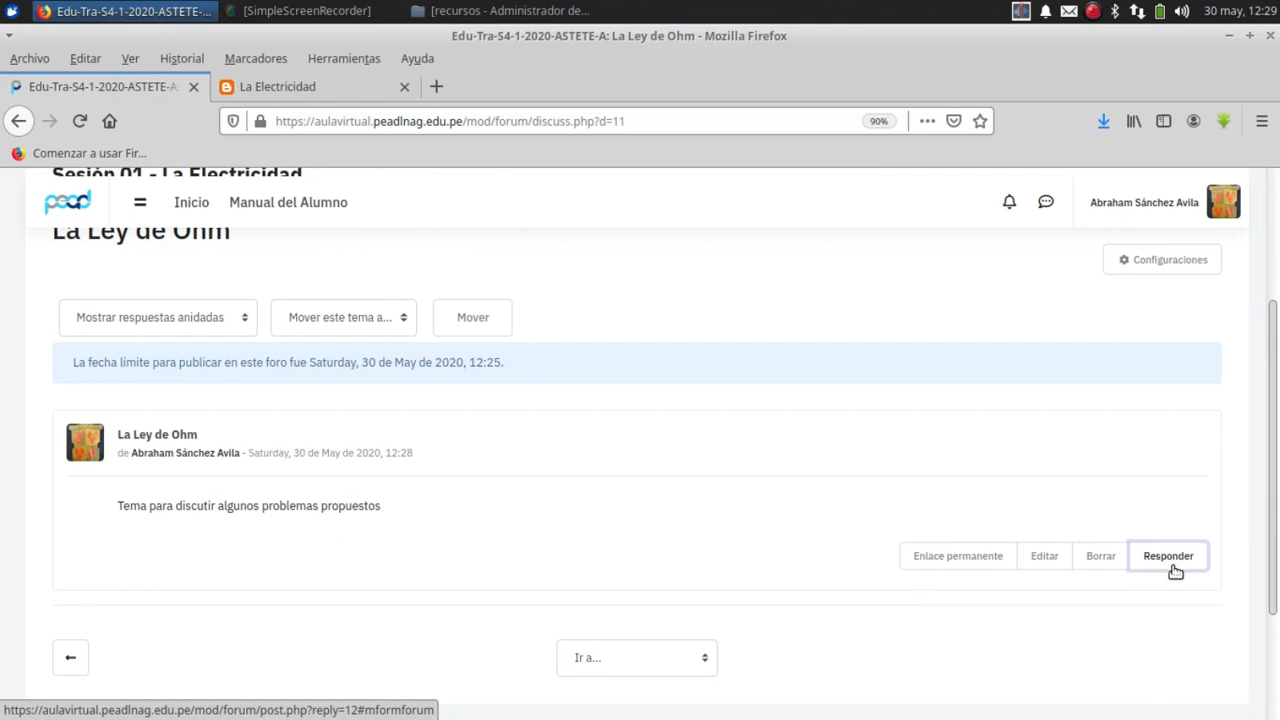 Edu-Tra-S4-1-2020-ASTETE-... [SimpleScreenRecorder] [recursos - Administrador de... 30 may, 12:29
Edu-Tra-S4-1-2020-ASTETE-A: La Ley de Ohm - Mozilla Firefox
Archivo Editar Ver Historial Marcadores Herramientas Ayuda
Edu-Tra-S4-1-2020-ASTETE-A: La Electricidad
https://aulavirtual.peadlnag.edu.pe/mod/forum/discuss.php?d=11 90%
Comenzar a usar Fir...
Sesión 01 - La Electricidad
pead Inicio Manual del Alumno Abraham Sánchez Avila
La Ley de Ohm
Configuraciones
Mostrar respuestas anidadas Mover este tema a... Mover
La fecha límite para publicar en este foro fue Saturday, 30 de May de 2020, 12:25.
La Ley de Ohm
de Abraham Sánchez Avila - Saturday, 30 de May de 2020, 12:28
Tema para discutir algunos problemas propuestos
Enlace permanente Editar Borrar Responder
Ir a...
https://aulavirtual.peadlnag.edu.pe/mod/forum/post.php?reply=12#mformforum